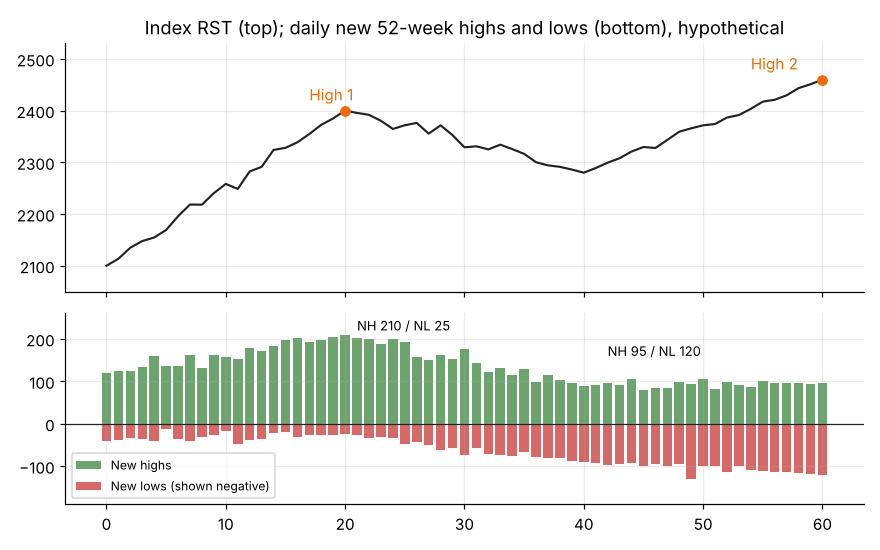 Index RST (top); daily new 52-week highs and lows (bottom), hypothetical
2500
2400
2300
2200
2100
High 1
High 2
200
100
0
−100
NH 210 / NL 25
NH 95 / NL 120
New highs
New lows (shown negative)
0 10 20 30 40 50 60